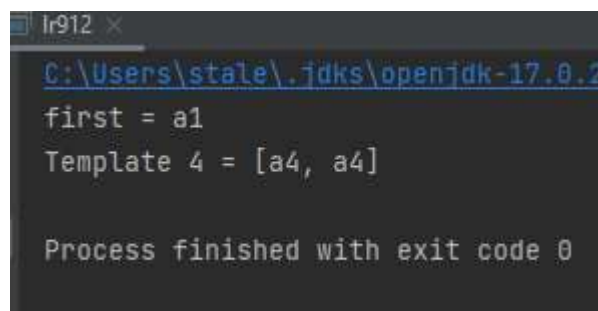 lr912 ×
C:\Users\stale\.jdks\openjdk-17.0.2
first = a1
Template 4 = [a4, a4]
Process finished with exit code 0